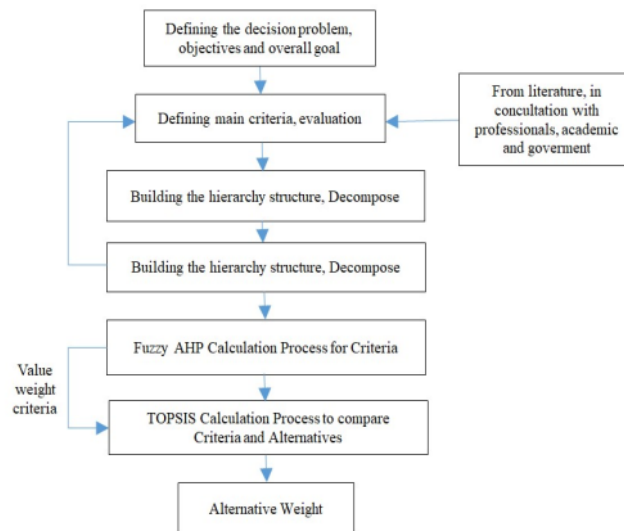 Defining the decision problem,
objectives and overall goal
From literature, in
concultation with
professionals, academic
and goverment
Defining main criteria, evaluation
Building the hierarchy structure, Decompose
Building the hierarchy structure, Decompose
Fuzzy AHP Calculation Process for Criteria
Value
weight
criteria
TOPSIS Calculation Process to compare
Criteria and Alternatives
Alternative Weight